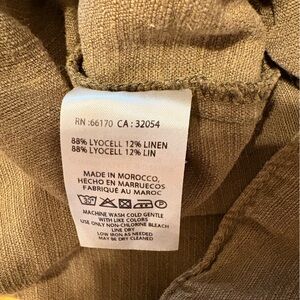 RN :66170 CA : 32054
88% LYOCELL 12% LINEN
88% LYOCELL 12% LIN
MADE IN MOROCCO,
HECHO EN MARRUECOS
FABRIQUÉ AU MAROC
MACHINE WASH COLD GENTLE
WITH LIKE COLORS
USE ONLY NON-CHLORINE BLEACH
LINE DRY
LOW IRON AS NEEDED
MAY BE DRY CLEANED